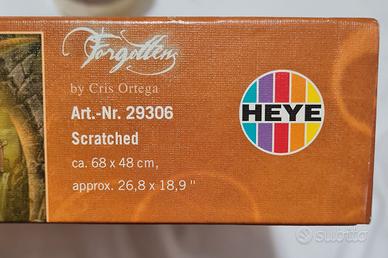 Forgotten
by Cris Ortega
Art.-Nr. 29306
Scratched
ca. 68 x 48 cm,
approx. 26,8 x 18,9 "
HEYE
subito